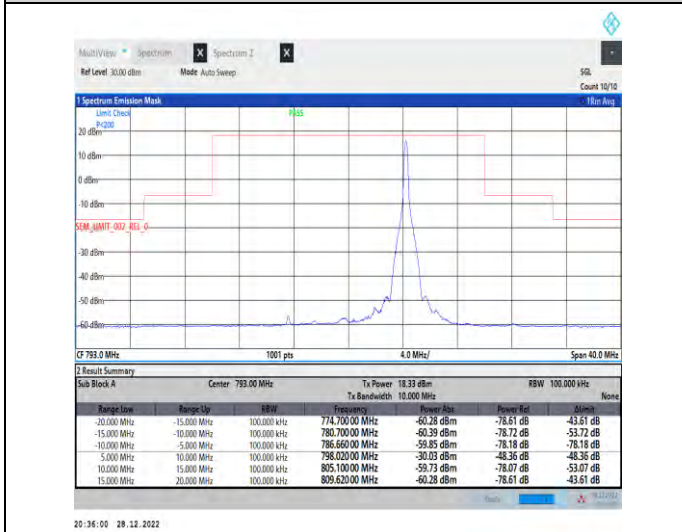 MultiView Spectrum X Spectrum 2 X
Ref Level 30.00 dBm Mode Auto Sweep SGL
Count 10/10
1 Spectrum Emission Mask 1Rm Avg
Limit Check PASS
P<200
20 dBm
10 dBm
0 dBm
-10 dBm
SEM_LIMIT_002_REL_0
-30 dBm
-40 dBm
-50 dBm
-60 dBm
CF 793.0 MHz 1001 pts 4.0 MHz/ Span 40.0 MHz
2 Result Summary
Sub Block A Center 793.00 MHz Tx Power 18.33 dBm RBW 100.000 kHz
Tx Bandwidth 10.000 MHz None
Range Low Range Up RBW Frequency Power Abs Power Rel ΔLimit
-20.000 MHz -15.000 MHz 100.000 kHz 774.70000 MHz -60.28 dBm -78.61 dB -43.61 dB
-15.000 MHz -10.000 MHz 100.000 kHz 780.70000 MHz -60.39 dBm -78.72 dB -53.72 dB
-10.000 MHz -5.000 MHz 100.000 kHz 786.66000 MHz -59.85 dBm -78.18 dB -78.18 dB
5.000 MHz 10.000 MHz 100.000 kHz 798.02000 MHz -30.03 dBm -48.36 dB -48.36 dB
10.000 MHz 15.000 MHz 100.000 kHz 805.10000 MHz -59.73 dBm -78.07 dB -53.07 dB
15.000 MHz 20.000 MHz 100.000 kHz 809.62000 MHz -60.28 dBm -78.61 dB -43.61 dB
20:36:00 28.12.2022